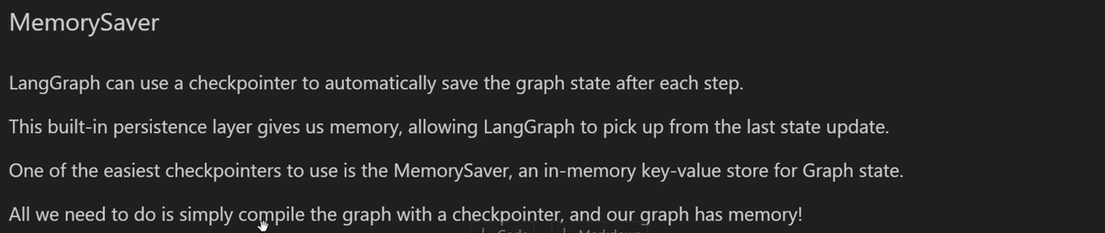 MemorySaver
LangGraph can use a checkpointer to automatically save the graph state after each step.
This built-in persistence layer gives us memory, allowing LangGraph to pick up from the last state update.
One of the easiest checkpointers to use is the MemorySaver, an in-memory key-value store for Graph state.
All we need to do is simply compile the graph with a checkpointer, and our graph has memory!
Code Markdown